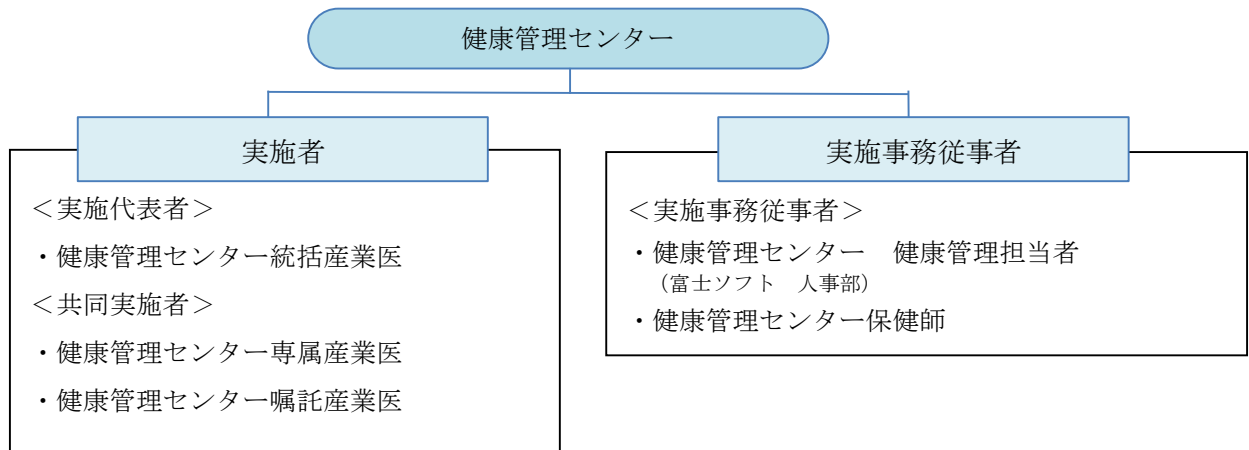 健康管理センター
実施者
＜実施代表者＞
・健康管理センター統括産業医
＜共同実施者＞
・健康管理センター専属産業医
・健康管理センター嘱託産業医
実施事務従事者
＜実施事務従事者＞
・健康管理センター　健康管理担当者
（富士ソフト　人事部）
・健康管理センター保健師